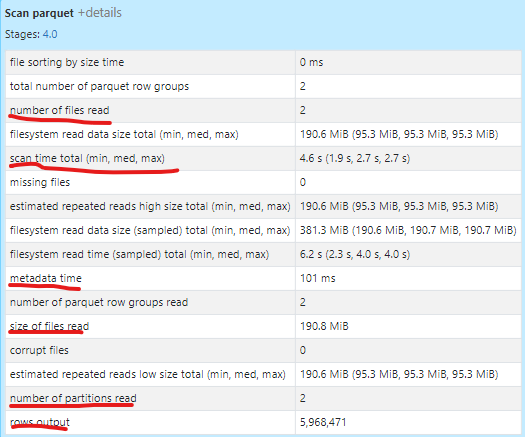 Scan parquet +details
Stages: 4.0
file sorting by size time 0 ms
total number of parquet row groups 2
number of files read 2
filesystem read data size total (min, med, max) 190.6 MiB (95.3 MiB, 95.3 MiB, 95.3 MiB)
scan time total (min, med, max) 4.6 s (1.9 s, 2.7 s, 2.7 s)
missing files 0
estimated repeated reads high size total (min, med, max) 190.6 MiB (95.3 MiB, 95.3 MiB, 95.3 MiB)
filesystem read data size (sampled) total (min, med, max) 381.3 MiB (190.6 MiB, 190.7 MiB, 190.7 MiB)
filesystem read time (sampled) total (min, med, max) 6.2 s (2.3 s, 4.0 s, 4.0 s)
metadata time 101 ms
number of parquet row groups read 2
size of files read 190.8 MiB
corrupt files 0
estimated repeated reads low size total (min, med, max) 190.6 MiB (95.3 MiB, 95.3 MiB, 95.3 MiB)
number of partitions read 2
rows output 5,968,471